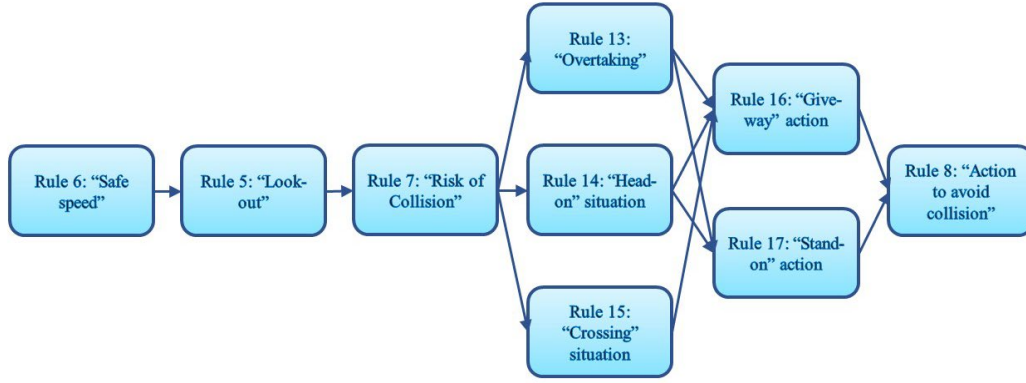 Rule 6: “Safe
speed”
Rule 5: “Look-
out”
Rule 7: “Risk of
Collision”
Rule 13:
“Overtaking”
Rule 14: “Head-
on” situation
Rule 15:
“Crossing”
situation
Rule 16: “Give-
way” action
Rule 17: “Stand-
on” action
Rule 8: “Action
to avoid
collision”